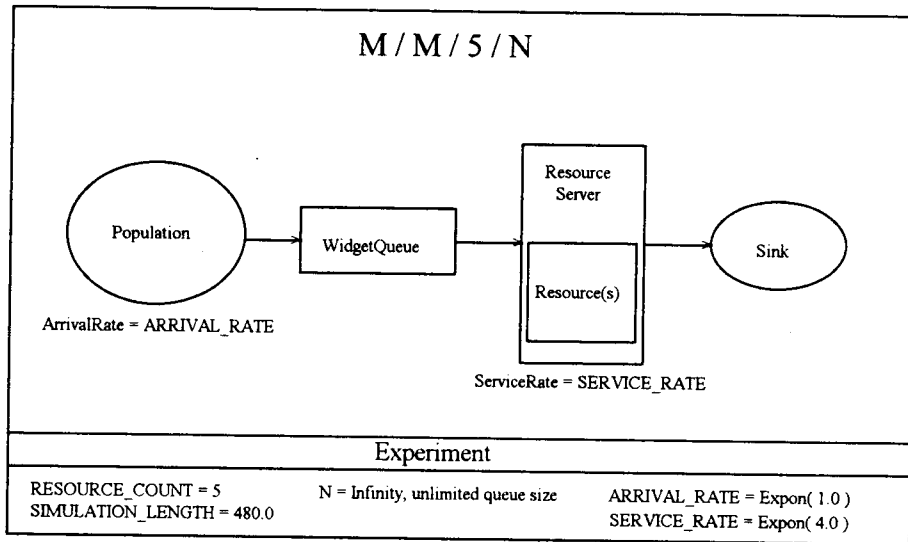 M / M / 5 / N
Population
WidgetQueue
Resource
Server
Resource(s)
Sink
ArrivalRate = ARRIVAL_RATE
ServiceRate = SERVICE_RATE
Experiment
RESOURCE_COUNT = 5
SIMULATION_LENGTH = 480.0
N = Infinity, unlimited queue size
ARRIVAL_RATE = Expon( 1.0 )
SERVICE_RATE = Expon( 4.0 )